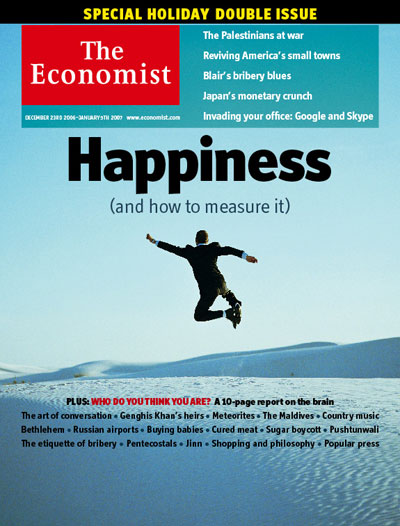 SPECIAL HOLIDAY DOUBLE ISSUE
The
Economist
DECEMBER 23RD 2006-JANUARY 5TH 2007 www.economist.com
The Palestinians at war
Reviving America's small towns
Blair's bribery blues
Japan's monetary crunch
Invading your office: Google and Skype
Happiness
(and how to measure it)
PLUS: WHO DO YOU THINK YOU ARE? A 10-page report on the brain
The art of conversation • Genghis Khan's heirs • Meteorites • The Maldives • Country music
Bethlehem • Russian airports • Buying babies • Cured meat • Sugar boycott • Pushtunwali
The etiquette of bribery • Pentecostals • Jinn • Shopping and philosophy • Popular press